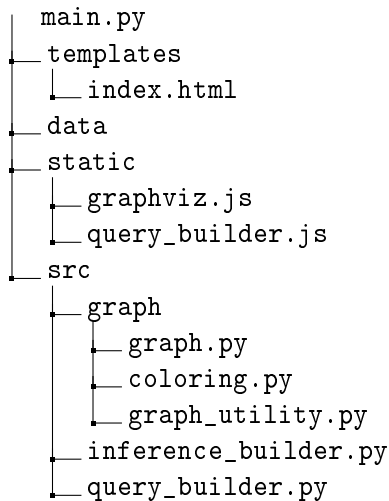 main.py
templates
index.html
data
static
graphviz.js
query_builder.js
src
graph
graph.py
coloring.py
graph_utility.py
inference_builder.py
query_builder.py